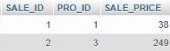 SALE_ID PRO_ID SALE_PRICE
1 1 38
2 3 249